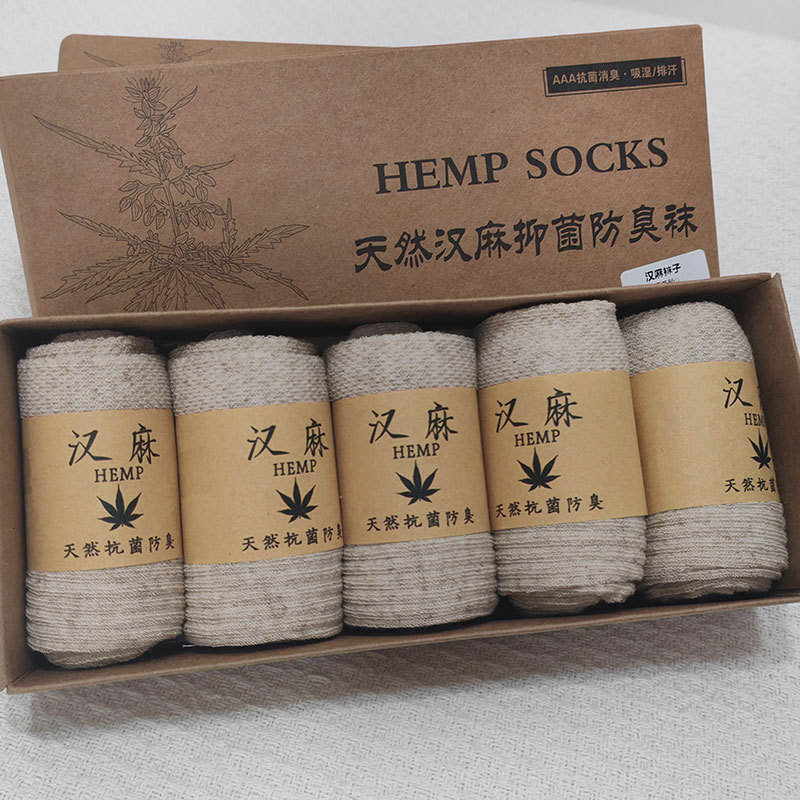 AAA抗菌消臭·吸湿/排汗
HEMP SOCKS
天然汉麻抑菌防臭袜
汉麻袜子
汉麻
HEMP
天然抗菌防臭
汉麻
HEMP
天然抗菌防臭
汉麻
HEMP
天然抗菌防臭
汉麻
HEMP
天然抗菌防臭
汉
HEM
天然抗菌防